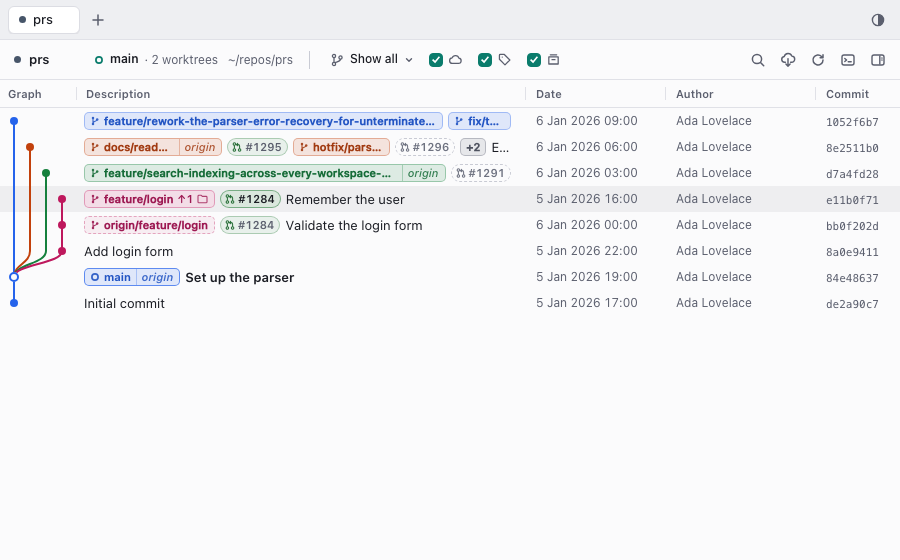 prs
prs main · 2 worktrees ~/repos/prs Show all
Graph Description Date Author Commit
feature/rework-the-parser-error-recovery-for-unterminate... fix/t... 6 Jan 2026 09:00 Ada Lovelace 1052f6b7
docs/read... origin #1295 hotfix/pars... #1296 +2 E... 6 Jan 2026 06:00 Ada Lovelace 8e2511b0
feature/search-indexing-across-every-workspace-... origin #1291 6 Jan 2026 03:00 Ada Lovelace d7a4fd28
feature/login ↑1 #1284 Remember the user 5 Jan 2026 16:00 Ada Lovelace e11b0f71
origin/feature/login #1284 Validate the login form 6 Jan 2026 00:00 Ada Lovelace bb0f202d
Add login form 5 Jan 2026 22:00 Ada Lovelace 8a0e9411
main origin Set up the parser 5 Jan 2026 19:00 Ada Lovelace 84e48637
Initial commit 5 Jan 2026 17:00 Ada Lovelace de2a90c7